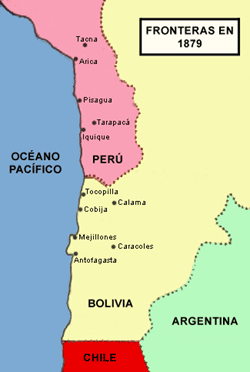 FRONTERAS EN
1879
Tacna
Arica
Pisagua
Tarapacá
Iquique
PERÚ
OCÉANO
PACÍFICO
Tocopilla
Calama
Cobija
Mejillones
Caracoles
Antofagasta
BOLIVIA
ARGENTINA
CHILE